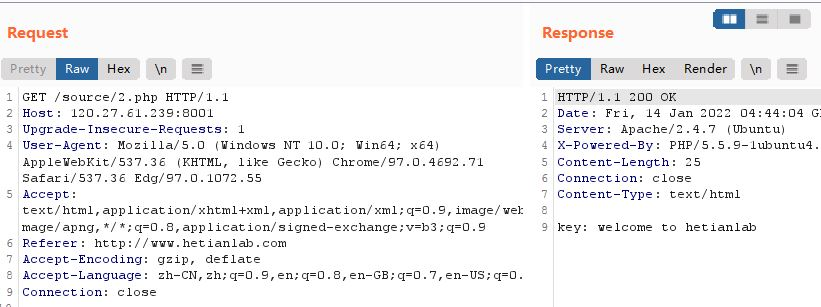 Request
Pretty Raw Hex \n
1 GET /source/2.php HTTP/1.1
2 Host: 120.27.61.239:8001
3 Upgrade-Insecure-Requests: 1
4 User-Agent: Mozilla/5.0 (Windows NT 10.0; Win64; x64)
AppleWebKit/537.36 (KHTML, like Gecko) Chrome/97.0.4692.71
Safari/537.36 Edg/97.0.1072.55
5 Accept:
text/html,application/xhtml+xml,application/xml;q=0.9,image/web
mage/apng,*/*;q=0.8,application/signed-exchange;v=b3;q=0.9
6 Referer: http://www.hetianlab.com
7 Accept-Encoding: gzip, deflate
8 Accept-Language: zh-CN,zh;q=0.9,en;q=0.8,en-GB;q=0.7,en-US;q=0.
9 Connection: close
Response
Pretty Raw Hex Render \n
1 HTTP/1.1 200 OK
2 Date: Fri, 14 Jan 2022 04:44:04 G
3 Server: Apache/2.4.7 (Ubuntu)
4 X-Powered-By: PHP/5.5.9-1ubuntu4.
5 Content-Length: 25
6 Connection: close
7 Content-Type: text/html
8
9 key: welcome to hetianlab